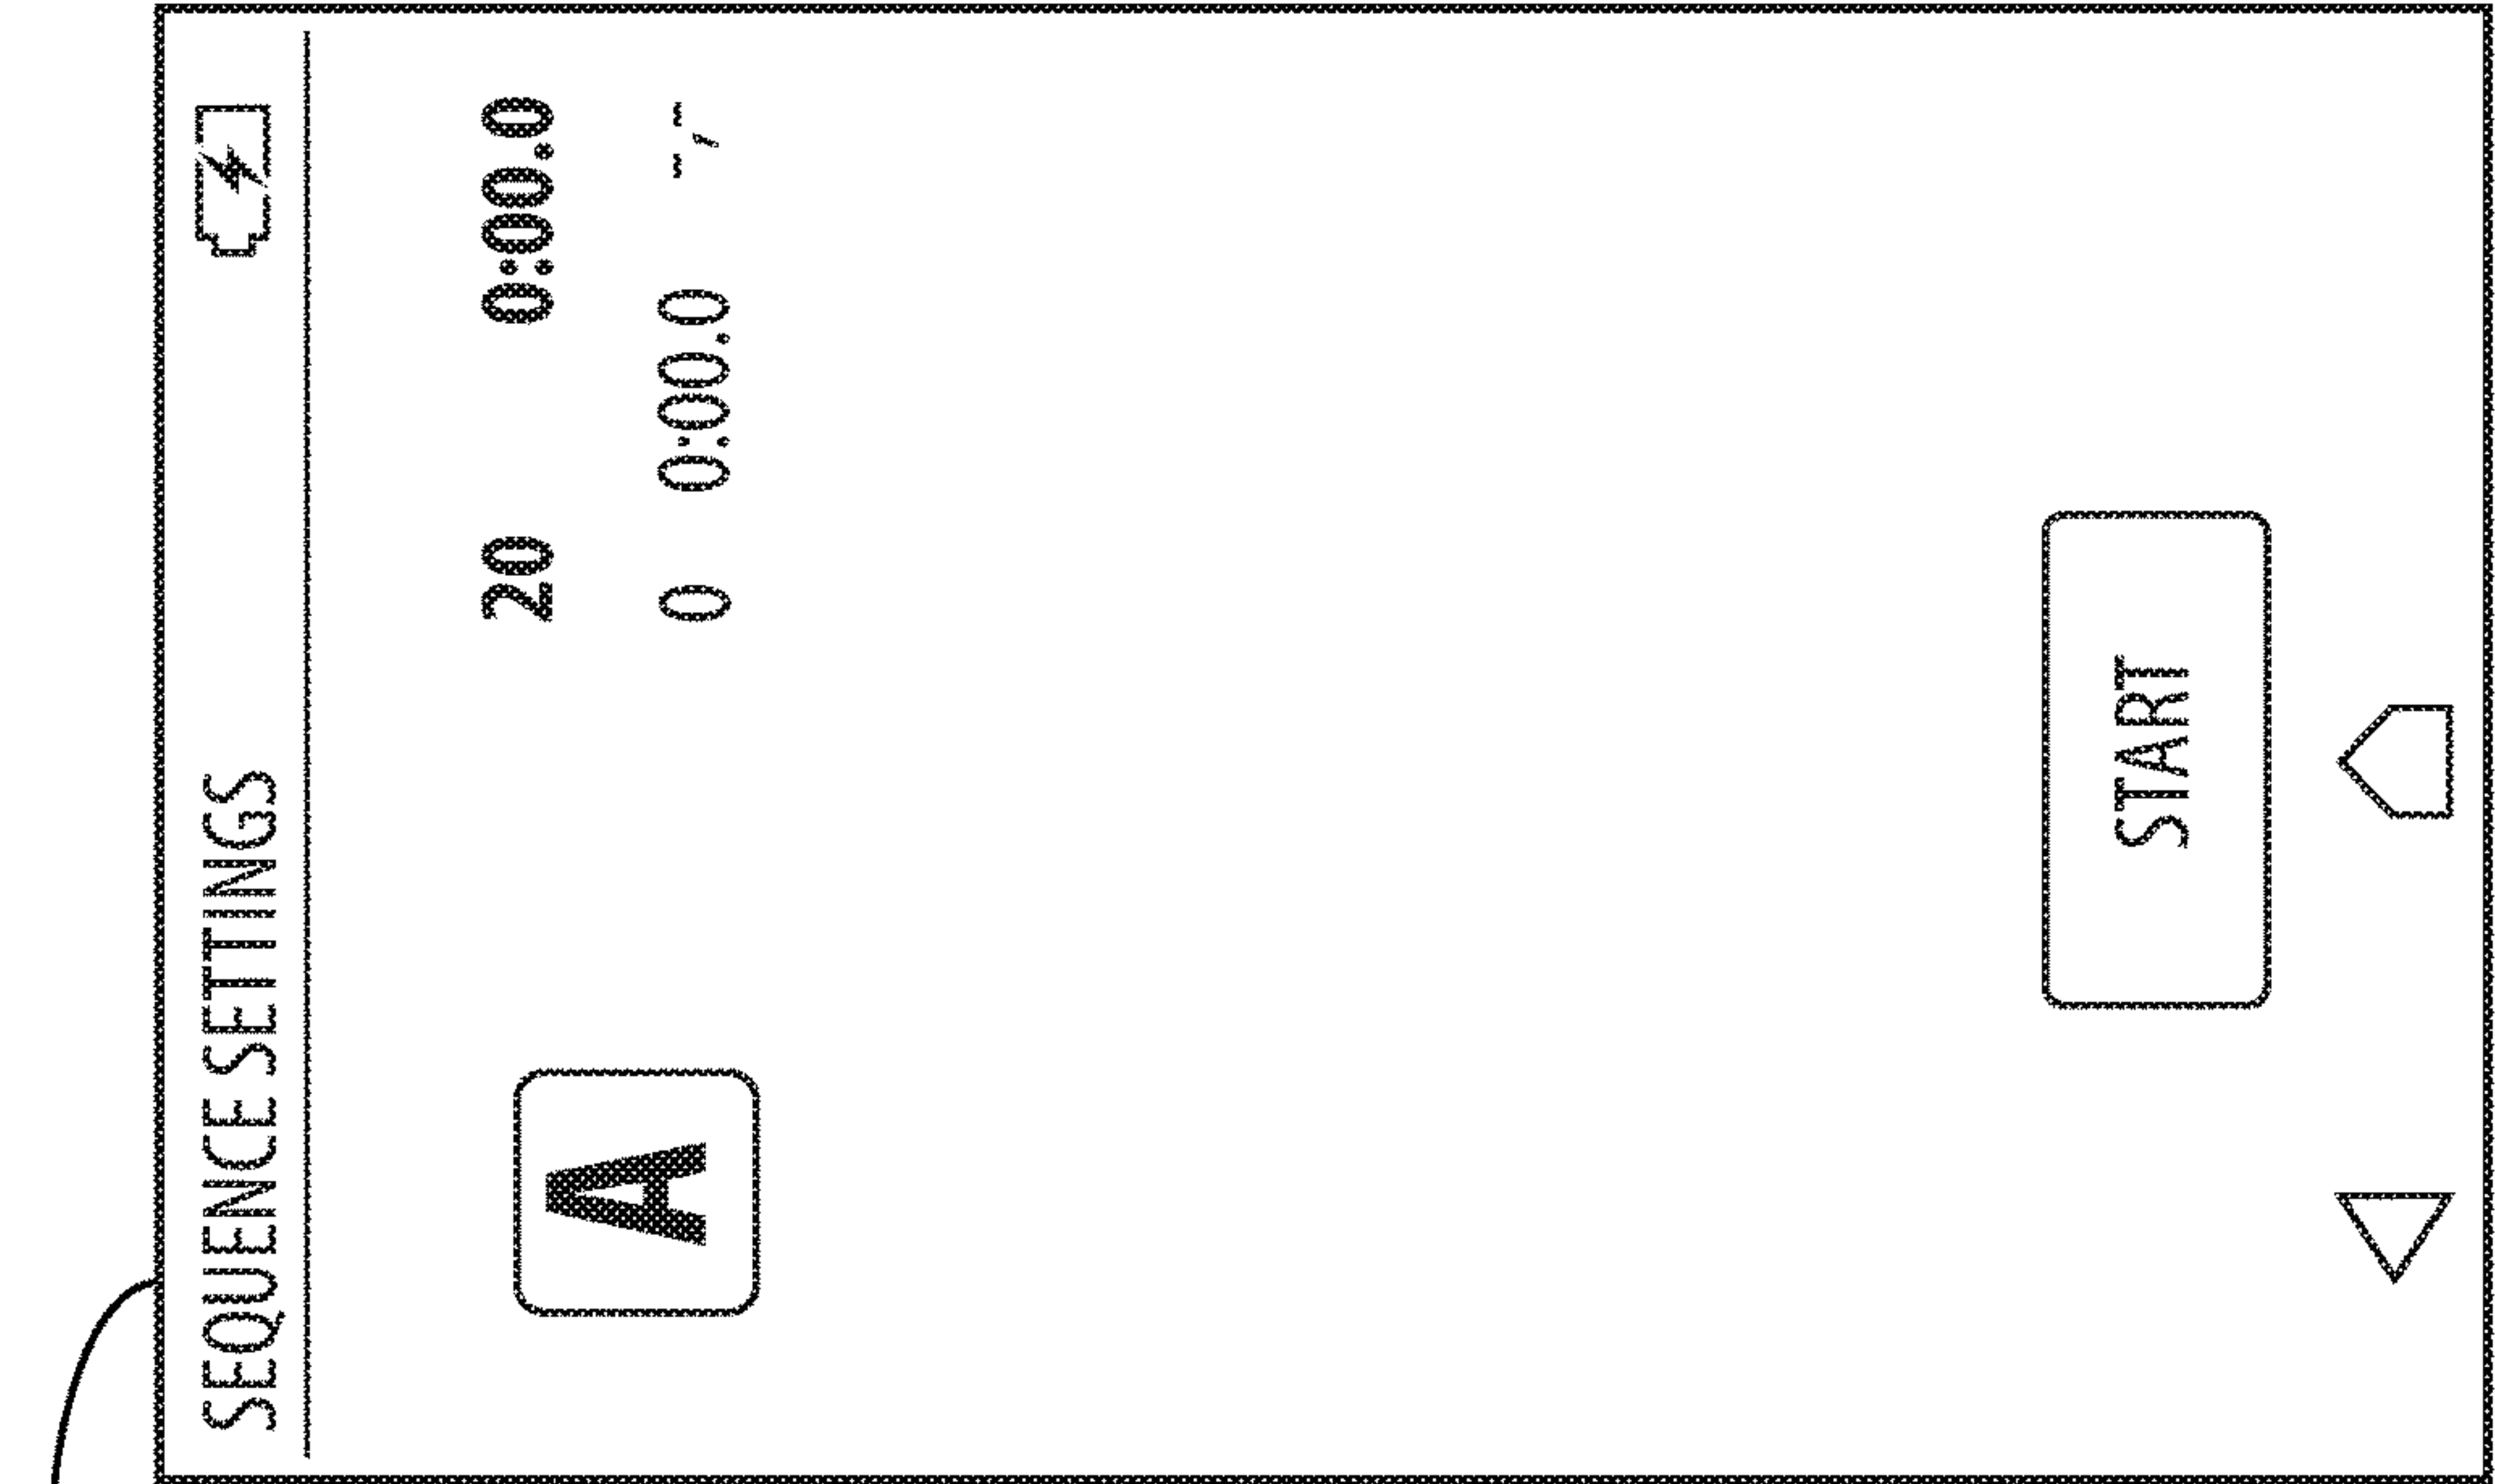 SEQUENCE SETTINGS
20 0:00.0
A
0 0:00.0 -,-
START